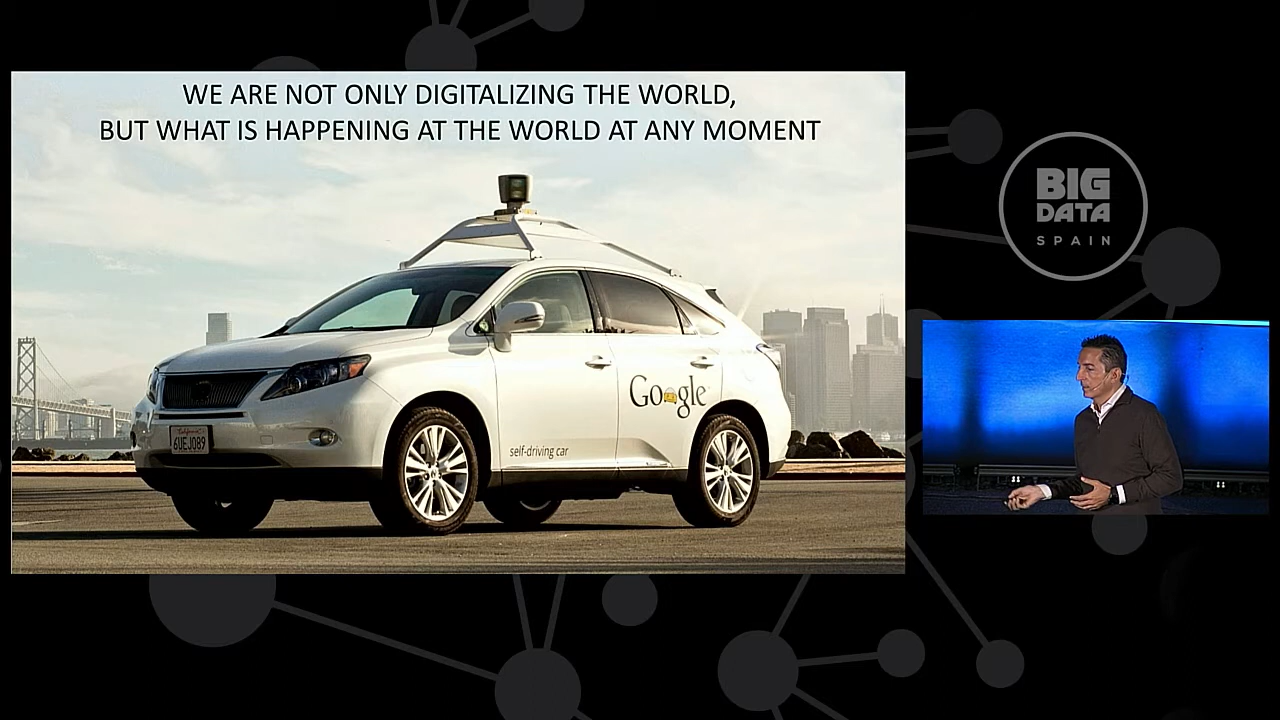 WE ARE NOT ONLY DIGITALIZING THE WORLD,
BUT WHAT IS HAPPENING AT THE WORLD AT ANY MOMENT
Google
self-driving car
California
6UEJ089
BIG
DATA
SPAIN